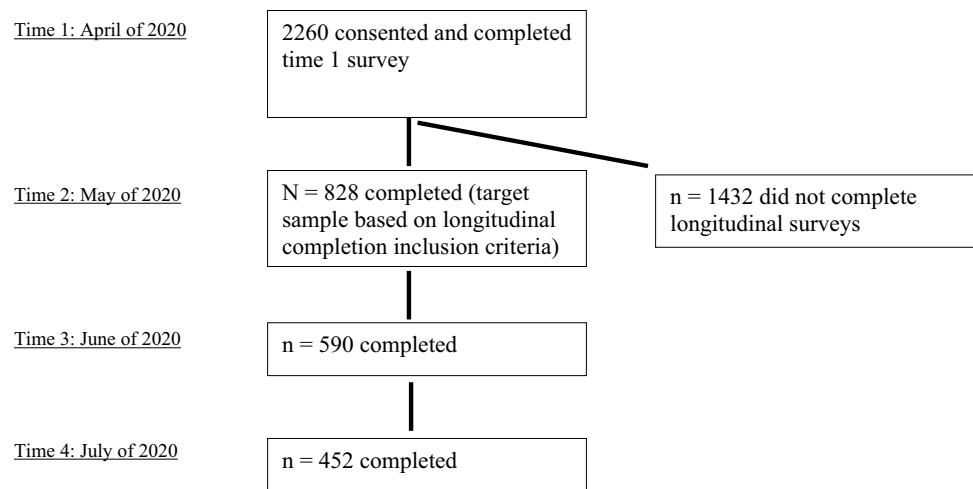 Time 1: April of 2020
2260 consented and completed
time 1 survey
Time 2: May of 2020
N = 828 completed (target
sample based on longitudinal
completion inclusion criteria)
n = 1432 did not complete
longitudinal surveys
Time 3: June of 2020
n = 590 completed
Time 4: July of 2020
n = 452 completed